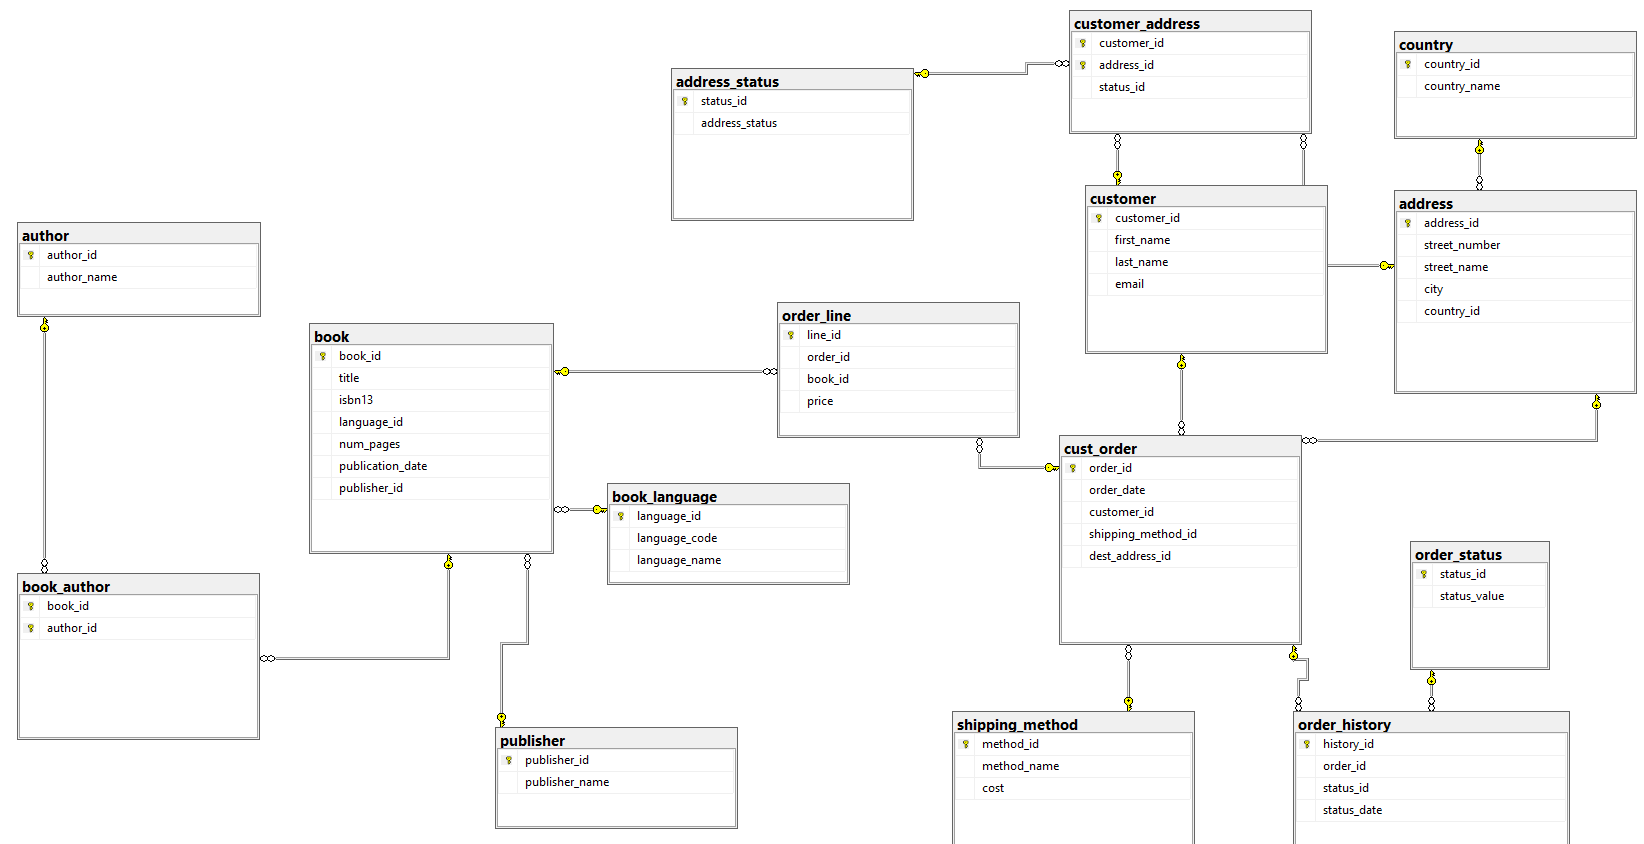 customer_address
customer_id
address_id
status_id
country
country_id
country_name
address_status
status_id
address_status
customer
customer_id
first_name
last_name
email
address
address_id
street_number
street_name
city
country_id
author
author_id
author_name
order_line
line_id
order_id
book_id
price
book
book_id
title
isbn13
language_id
num_pages
publication_date
publisher_id
cust_order
order_id
order_date
customer_id
shipping_method_id
dest_address_id
book_language
language_id
language_code
language_name
order_status
status_id
status_value
book_author
book_id
author_id
shipping_method
method_id
method_name
cost
order_history
history_id
order_id
status_id
status_date
publisher
publisher_id
publisher_name